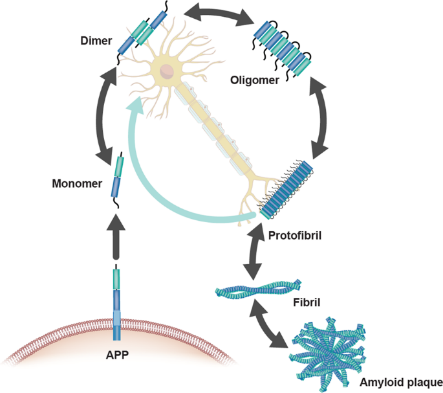 Dimer
Oligomer
Monomer
Protofibril
Fibril
APP
Amyloid plaque